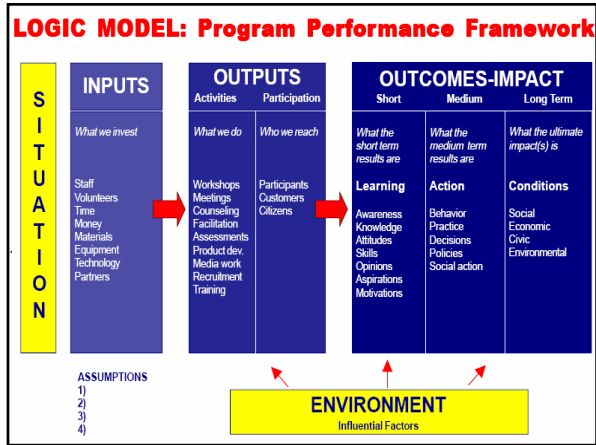 LOGIC MODEL: Program Performance Framework
SITUATION
INPUTS
What we invest
Staff
Volunteers
Time
Money
Materials
Equipment
Technology
Partners
OUTPUTS
Activities Participation
What we do Who we reach
Workshops
Meetings
Counseling
Facilitation
Assessments
Product dev.
Media work
Recruitment
Training
Participants
Customers
Citizens
OUTCOMES-IMPACT
Short Medium Long Term
What the
short term
results are
Learning
Awareness
Knowledge
Attitudes
Skills
Opinions
Aspirations
Motivations
What the
medium term
results are
Action
Behavior
Practice
Decisions
Policies
Social action
What the ultimate
impact(s) is
Conditions
Social
Economic
Civic
Environmental
ASSUMPTIONS
1)
2)
3)
4)
ENVIRONMENT
Influential Factors